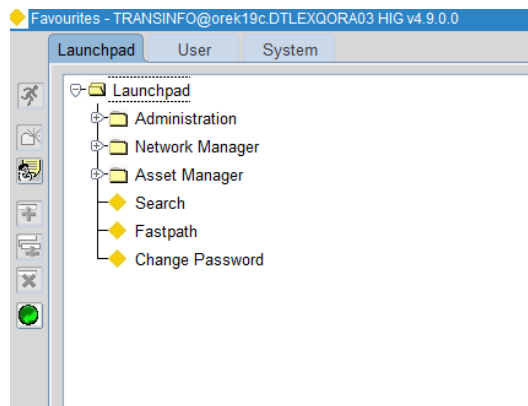 Favourites - TRANSINFO@orek19c.DTLEXQORA03 HIG v4.9.0.0
Launchpad User System
Launchpad
Administration
Network Manager
Asset Manager
Search
Fastpath
Change Password